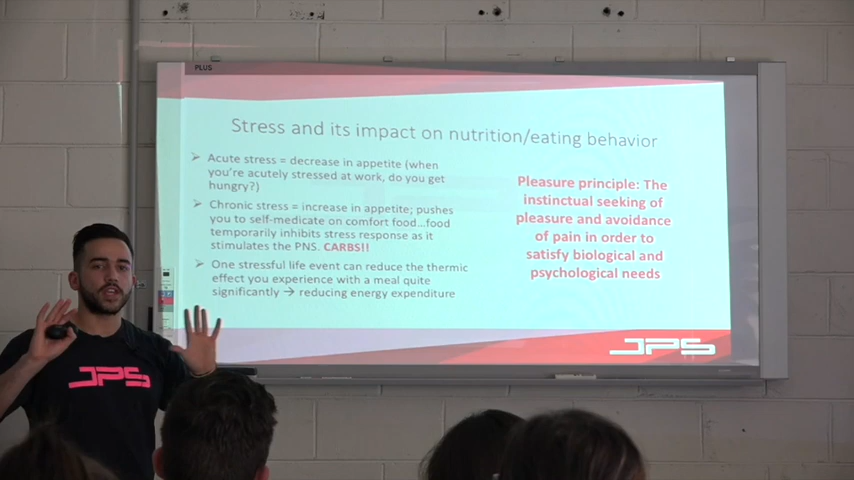 PLUS
Stress and its impact on nutrition/eating behavior
➢ Acute stress = decrease in appetite (when
you're acutely stressed at work, do you get
hungry?)
➢ Chronic stress = increase in appetite; pushes
you to self-medicate on comfort food...food
temporarily inhibits stress response as it
stimulates the PNS. CARBS!!
➢ One stressful life event can reduce the thermic
effect you experience with a meal quite
significantly → reducing energy expenditure
Pleasure principle: The
instinctual seeking of
pleasure and avoidance
of pain in order to
satisfy biological and
psychological needs
JPS
JPS